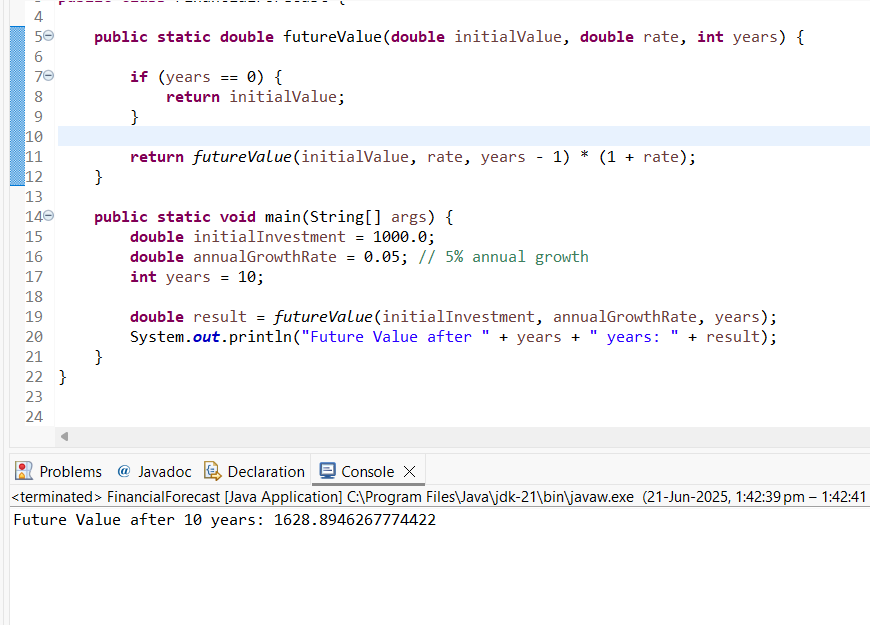 4
5 public static double futureValue(double initialValue, double rate, int years) {
6
7 if (years == 0) {
8 return initialValue;
9 }
10
11 return futureValue(initialValue, rate, years - 1) * (1 + rate);
12 }
13
14 public static void main(String[] args) {
15 double initialInvestment = 1000.0;
16 double annualGrowthRate = 0.05; // 5% annual growth
17 int years = 10;
18
19 double result = futureValue(initialInvestment, annualGrowthRate, years);
20 System.out.println("Future Value after " + years + " years: " + result);
21 }
22 }
23
24
Problems @ Javadoc Declaration Console
<terminated> FinancialForecast [Java Application] C:\Program Files\Java\jdk-21\bin\javaw.exe (21-Jun-2025, 1:42:39 pm – 1:42:41
Future Value after 10 years: 1628.8946267774422